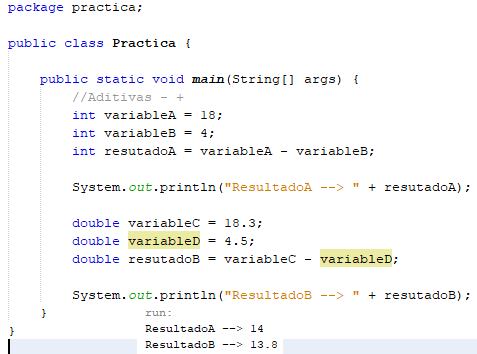 package practica;
public class Practica {
public static void main(String[] args) {
//Aditivas - +
int variableA = 18;
int variableB = 4;
int resutadoA = variableA - variableB;
System.out.println("ResultadoA --> " + resutadoA);
double variableC = 18.3;
double variableD = 4.5;
double resutadoB = variableC - variableD;
System.out.println("ResultadoB --> " + resutadoB);
}
}
run:
ResultadoA --> 14
ResultadoB --> 13.8